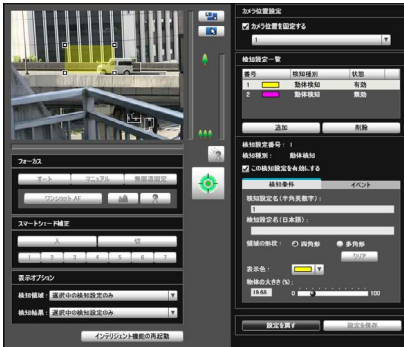 フォーカス
オート マニュアル 無限遠固定
ワンショット AF
スマートシェード補正
入 切
1 2 3 4 5 6 7
表示オプション
検知領域： 選択中の検知設定のみ
検知結果： 選択中の検知設定のみ
インテリジェント機能の再起動
カメラ位置設定
カメラ位置を固定する
1
検知設定一覧
番号 検知種別 状態
1 動体検知 有効
2 動体検知 無効
追加 削除
検知設定番号： 1
検知種別： 動体検知
この検知設定を有効にする
検知条件 イベント
検知設定名(半角英数字)：
1
検知設定名(日本語)：
領域の形状： 四角形 多角形
クリア
表示色：
物体の大きさ(%)：
19.68 0 100
設定を戻す 設定を保存